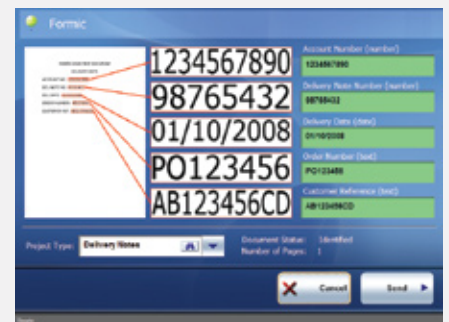 Formic
1234567890
98765432
01/10/2008
PO123456
AB123456CD
Account Number (number)
1234567890
Delivery Note Number (number)
98765432
Delivery Date (date)
01/10/2008
Order Number (text)
PO123456
Customer Reference (text)
AB123456CD
Project Type: Delivery Notes
Document Status: Identified
Number of Pages: 1
Cancel
Send